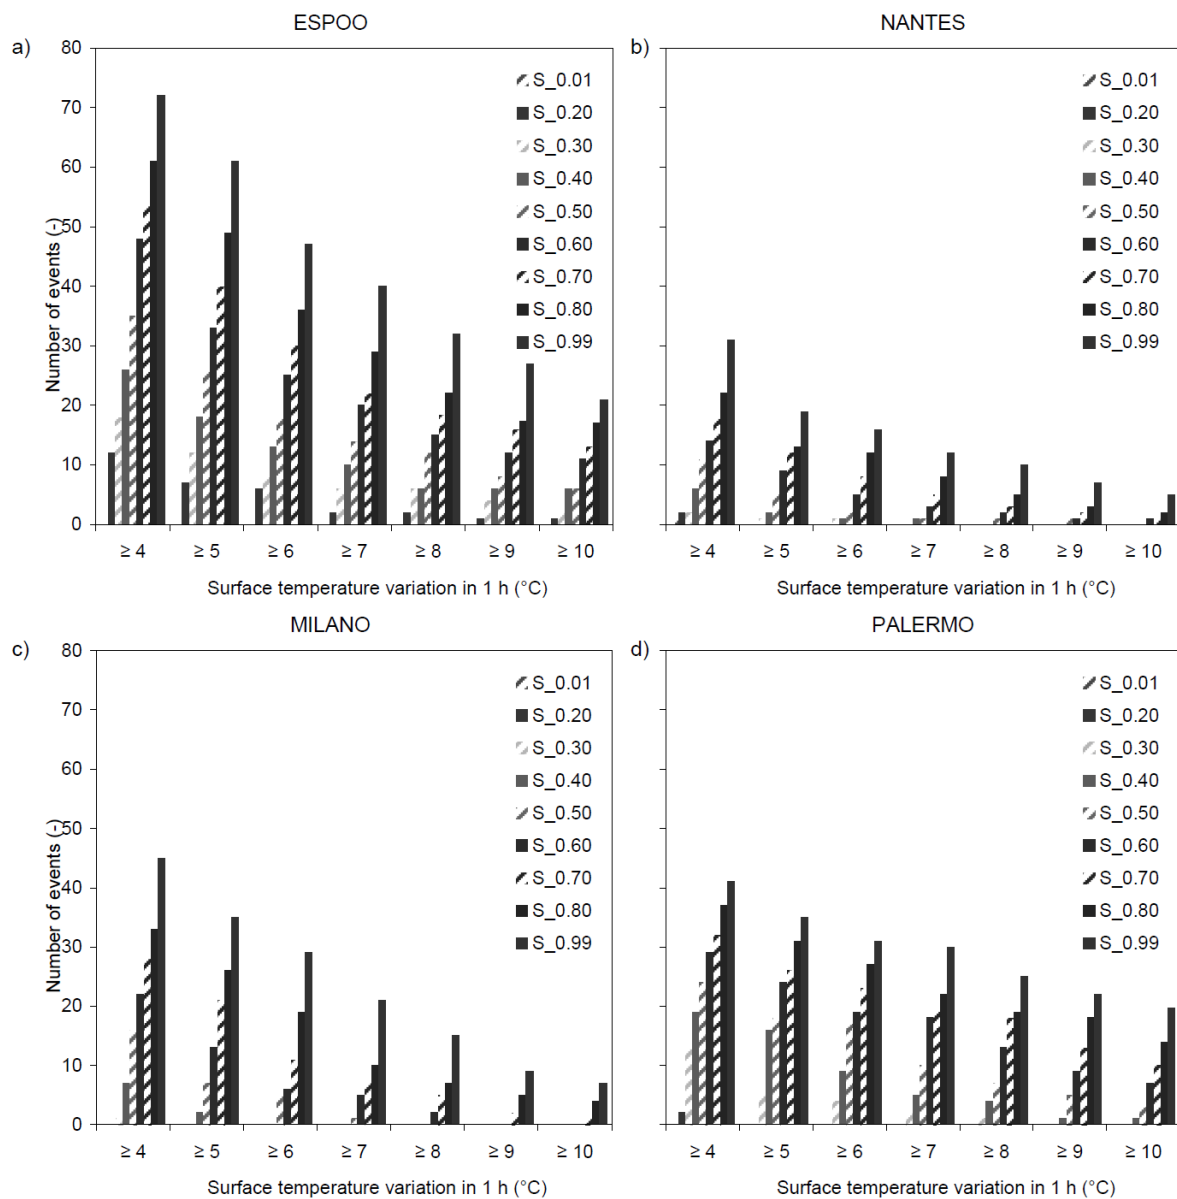 ESPOO
a)
80
70
60
50
40
30
20
10
0
Number of events (-)
S_0.01
S_0.20
S_0.30
S_0.40
S_0.50
S_0.60
S_0.70
S_0.80
S_0.99
≥ 4 ≥ 5 ≥ 6 ≥ 7 ≥ 8 ≥ 9 ≥ 10
Surface temperature variation in 1 h (°C)
NANTES
b)
S_0.01
S_0.20
S_0.30
S_0.40
S_0.50
S_0.60
S_0.70
S_0.80
S_0.99
≥ 4 ≥ 5 ≥ 6 ≥ 7 ≥ 8 ≥ 9 ≥ 10
Surface temperature variation in 1 h (°C)
MILANO
c)
80
70
60
50
40
30
20
10
0
Number of events (-)
S_0.01
S_0.20
S_0.30
S_0.40
S_0.50
S_0.60
S_0.70
S_0.80
S_0.99
≥ 4 ≥ 5 ≥ 6 ≥ 7 ≥ 8 ≥ 9 ≥ 10
Surface temperature variation in 1 h (°C)
PALERMO
d)
S_0.01
S_0.20
S_0.30
S_0.40
S_0.50
S_0.60
S_0.70
S_0.80
S_0.99
≥ 4 ≥ 5 ≥ 6 ≥ 7 ≥ 8 ≥ 9 ≥ 10
Surface temperature variation in 1 h (°C)